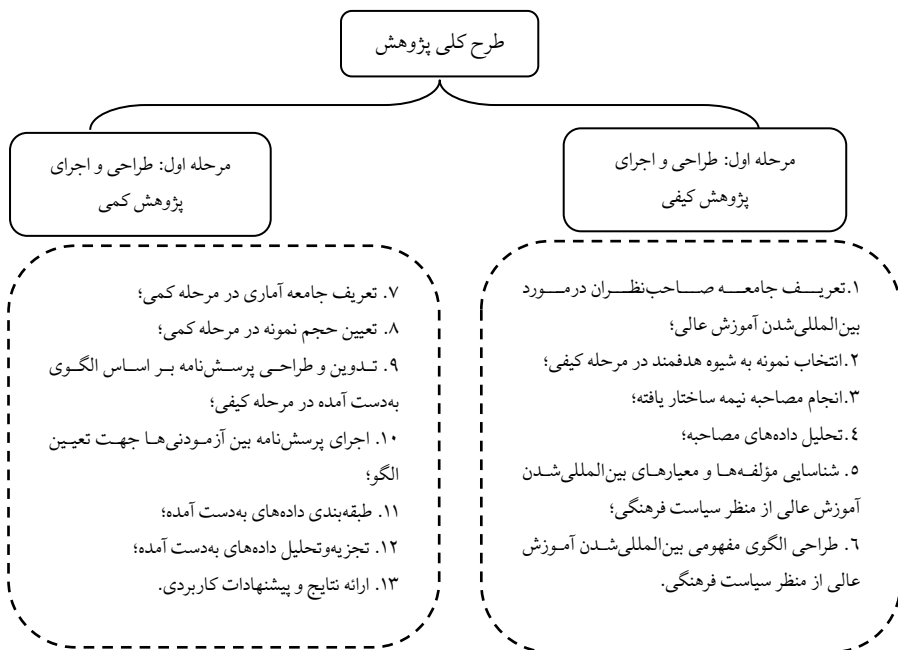 طرح کلی پژوهش
مرحله اول: طراحی و اجرای
پژوهش کیفی
۱.تعریف جامعه صاحب‌نظران درمورد
بین‌المللی‌شدن آموزش عالی؛
۲.انتخاب نمونه به شیوه هدفمند در مرحله کیفی؛
۳.انجام مصاحبه نیمه ساختار یافته؛
۴.تحلیل داده‌های مصاحبه؛
۵. شناسایی مؤلفه‌ها و معیارهای بین‌المللی‌شدن
آموزش عالی از منظر سیاست فرهنگی؛
۶. طراحی الگوی مفهومی بین‌المللی‌شدن آموزش
عالی از منظر سیاست فرهنگی.
مرحله اول: طراحی و اجرای
پژوهش کمی
۷. تعریف جامعه آماری در مرحله کمی؛
۸. تعیین حجم نمونه در مرحله کمی؛
۹. تدوین و طراحی پرسش‌نامه بر اساس الگوی
به‌دست آمده در مرحله کیفی؛
۱۰. اجرای پرسش‌نامه بین آزمودنی‌ها جهت تعیین
الگو؛
۱۱. طبقه‌بندی داده‌های به‌دست آمده؛
۱۲. تجزیه‌وتحلیل داده‌های به‌دست آمده؛
۱۳. ارائه نتایج و پیشنهادات کاربردی.